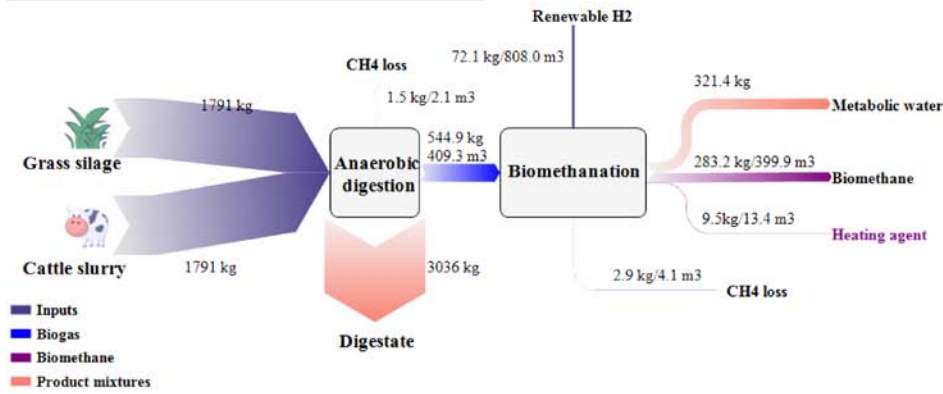 Renewable H2
72.1 kg/808.0 m3
CH4 loss
1.5 kg/2.1 m3
1791 kg
Grass silage
Anaerobic
digestion
544.9 kg
409.3 m3
Biomethanation
321.4 kg
Metabolic water
283.2 kg/399.9 m3
Biomethane
9.5kg/13.4 m3
Heating agent
Cattle slurry
1791 kg
3036 kg
2.9 kg/4.1 m3
CH4 loss
Digestate
Inputs
Biogas
Biomethane
Product mixtures